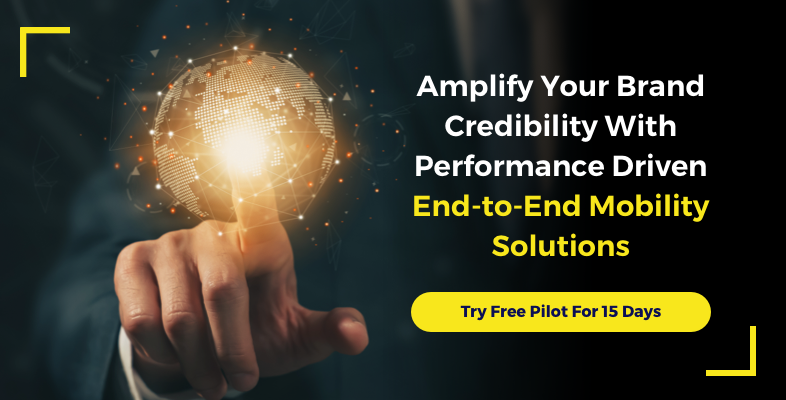 Amplify Your Brand
Credibility With
Performance Driven
End-to-End Mobility
Solutions
Try Free Pilot For 15 Days